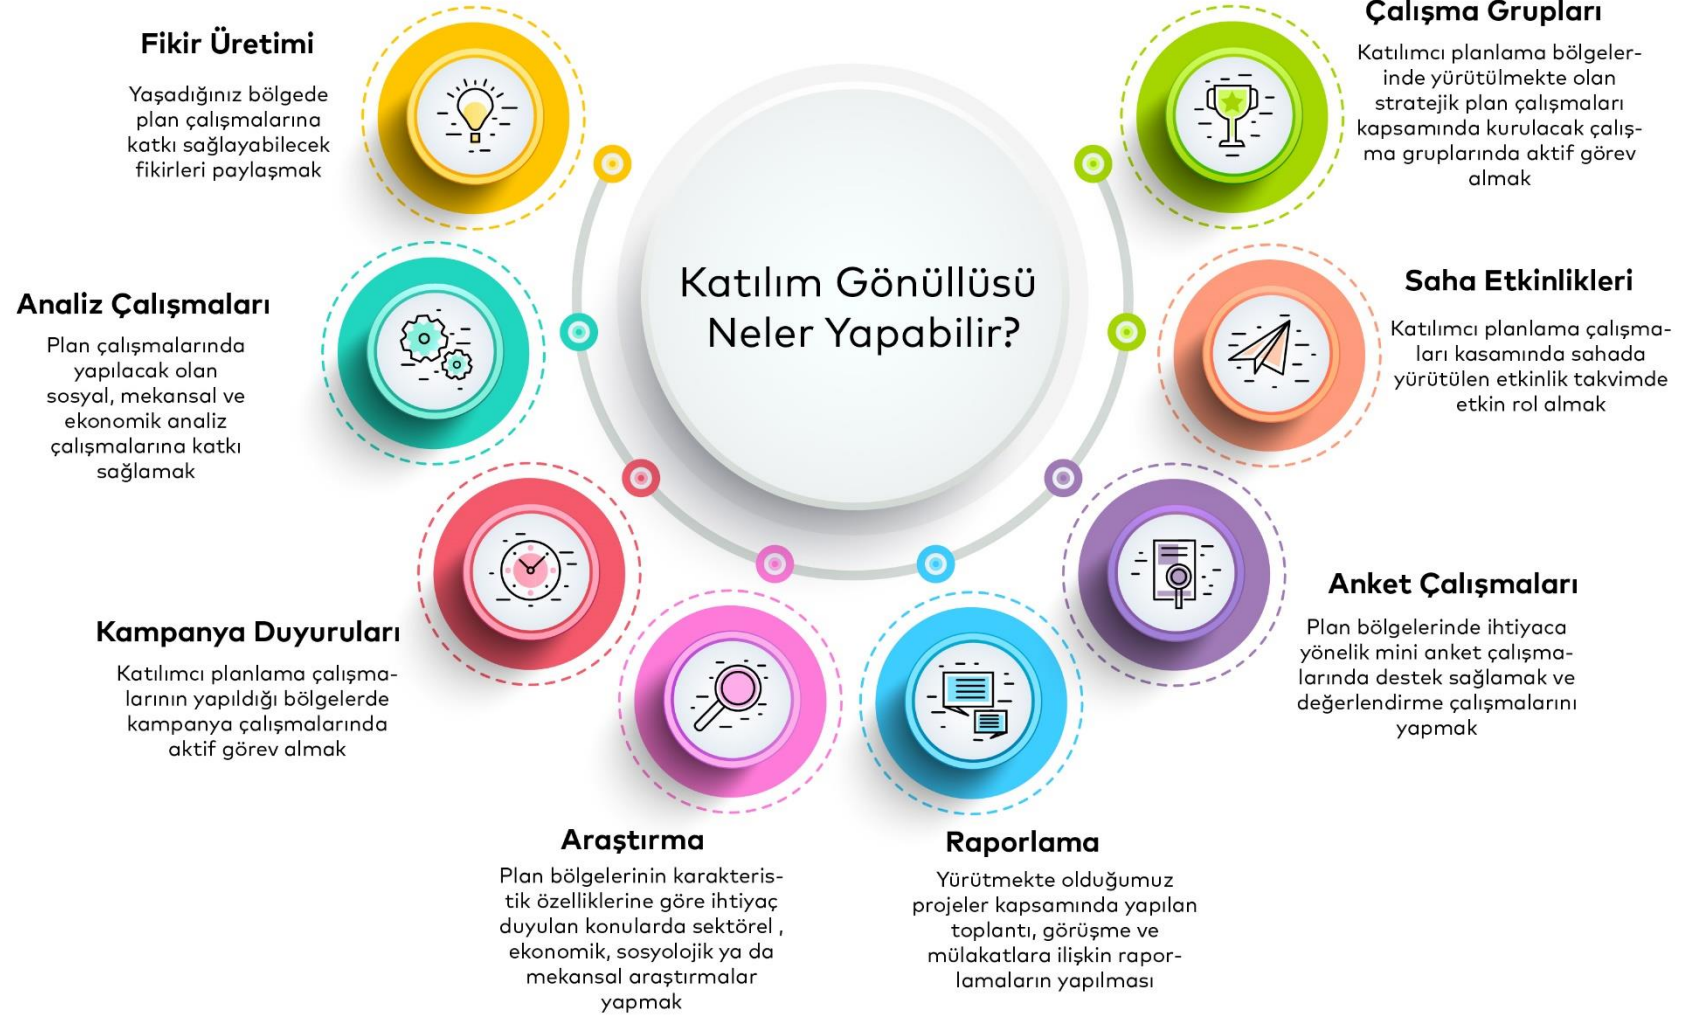 Katılım Gönüllüsü
Neler Yapabilir?
Fikir Üretimi
Yaşadığınız bölgede
plan çalışmalarına
katkı sağlayabilecek
fikirleri paylaşmak
Analiz Çalışmaları
Plan çalışmalarında
yapılacak olan
sosyal, mekansal ve
ekonomik analiz
çalışmalarına katkı
sağlamak
Kampanya Duyuruları
Katılımcı planlama çalışma-
larının yapıldığı bölgelerde
kampanya çalışmalarında
aktif görev almak
Araştırma
Plan bölgelerinin karakteris-
tik özelliklerine göre ihtiyaç
duyulan konularda sektörel ,
ekonomik, sosyolojik ya da
mekansal araştırmalar
yapmak
Raporlama
Yürütmekte olduğumuz
projeler kapsamında yapılan
toplantı, görüşme ve
mülakatlara ilişkin rapor-
lamaların yapılması
Anket Çalışmaları
Plan bölgelerinde ihtiyaca
yönelik mini anket çalışma-
larında destek sağlamak ve
değerlendirme çalışmalarını
yapmak
Saha Etkinlikleri
Katılımcı planlama çalışma-
ları kasamında sahada
yürütülen etkinlik takvimde
etkin rol almak
Çalışma Grupları
Katılımcı planlama bölgeler-
inde yürütülmekte olan
stratejik plan çalışmaları
kapsamında kurulacak çalış-
ma gruplarında aktif görev
almak